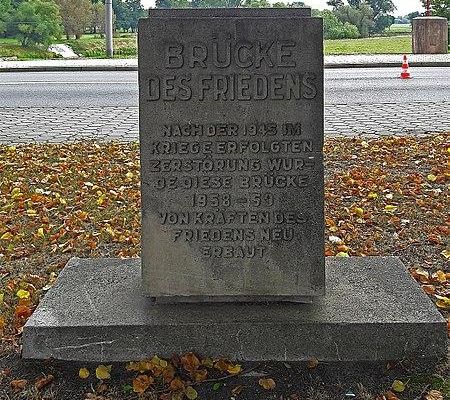 BRÜCKE
DES FRIEDENS
NACH DER 1945 IM
KRIEGE ERFOLGTEN
ZERSTÖRUNG WUR-
DE DIESE BRÜCKE
1958-59
VON KRÄFTEN DES
FRIEDENS NEU
ERBAUT